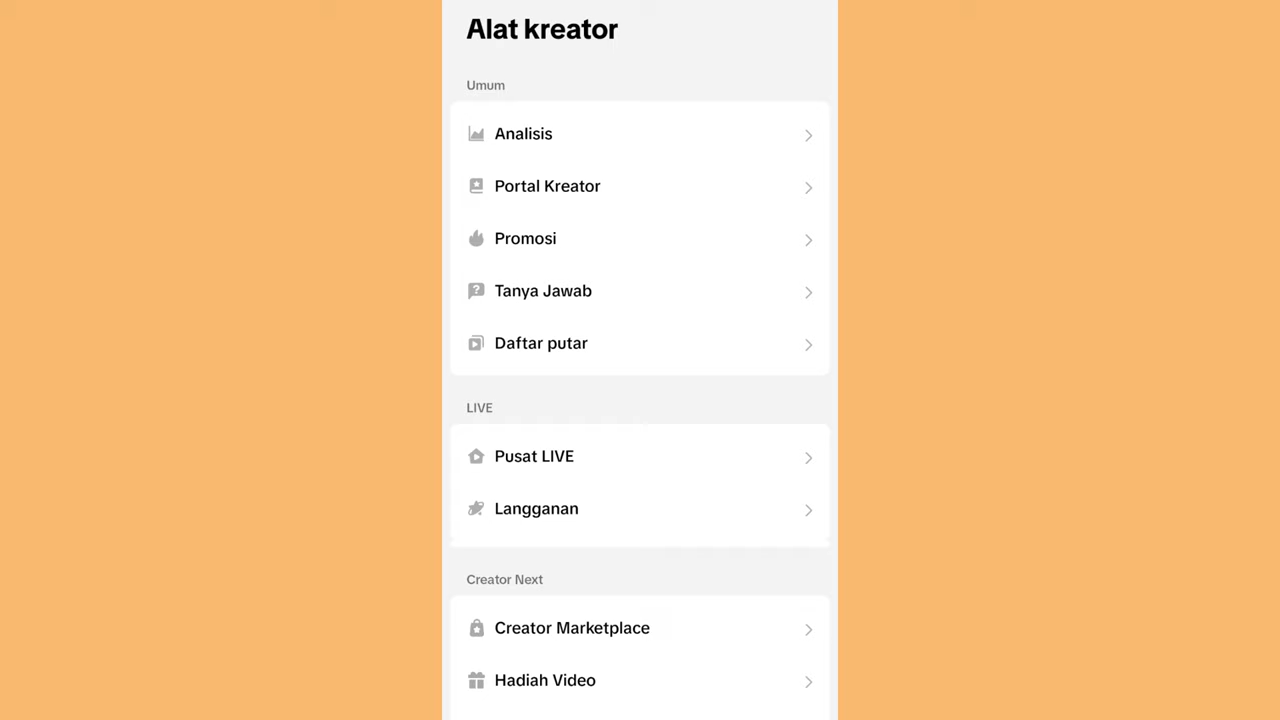 Alat kreator
Umum
Analisis
Portal Kreator
Promosi
Tanya Jawab
Daftar putar
LIVE
Pusat LIVE
Langganan
Creator Next
Creator Marketplace
Hadiah Video